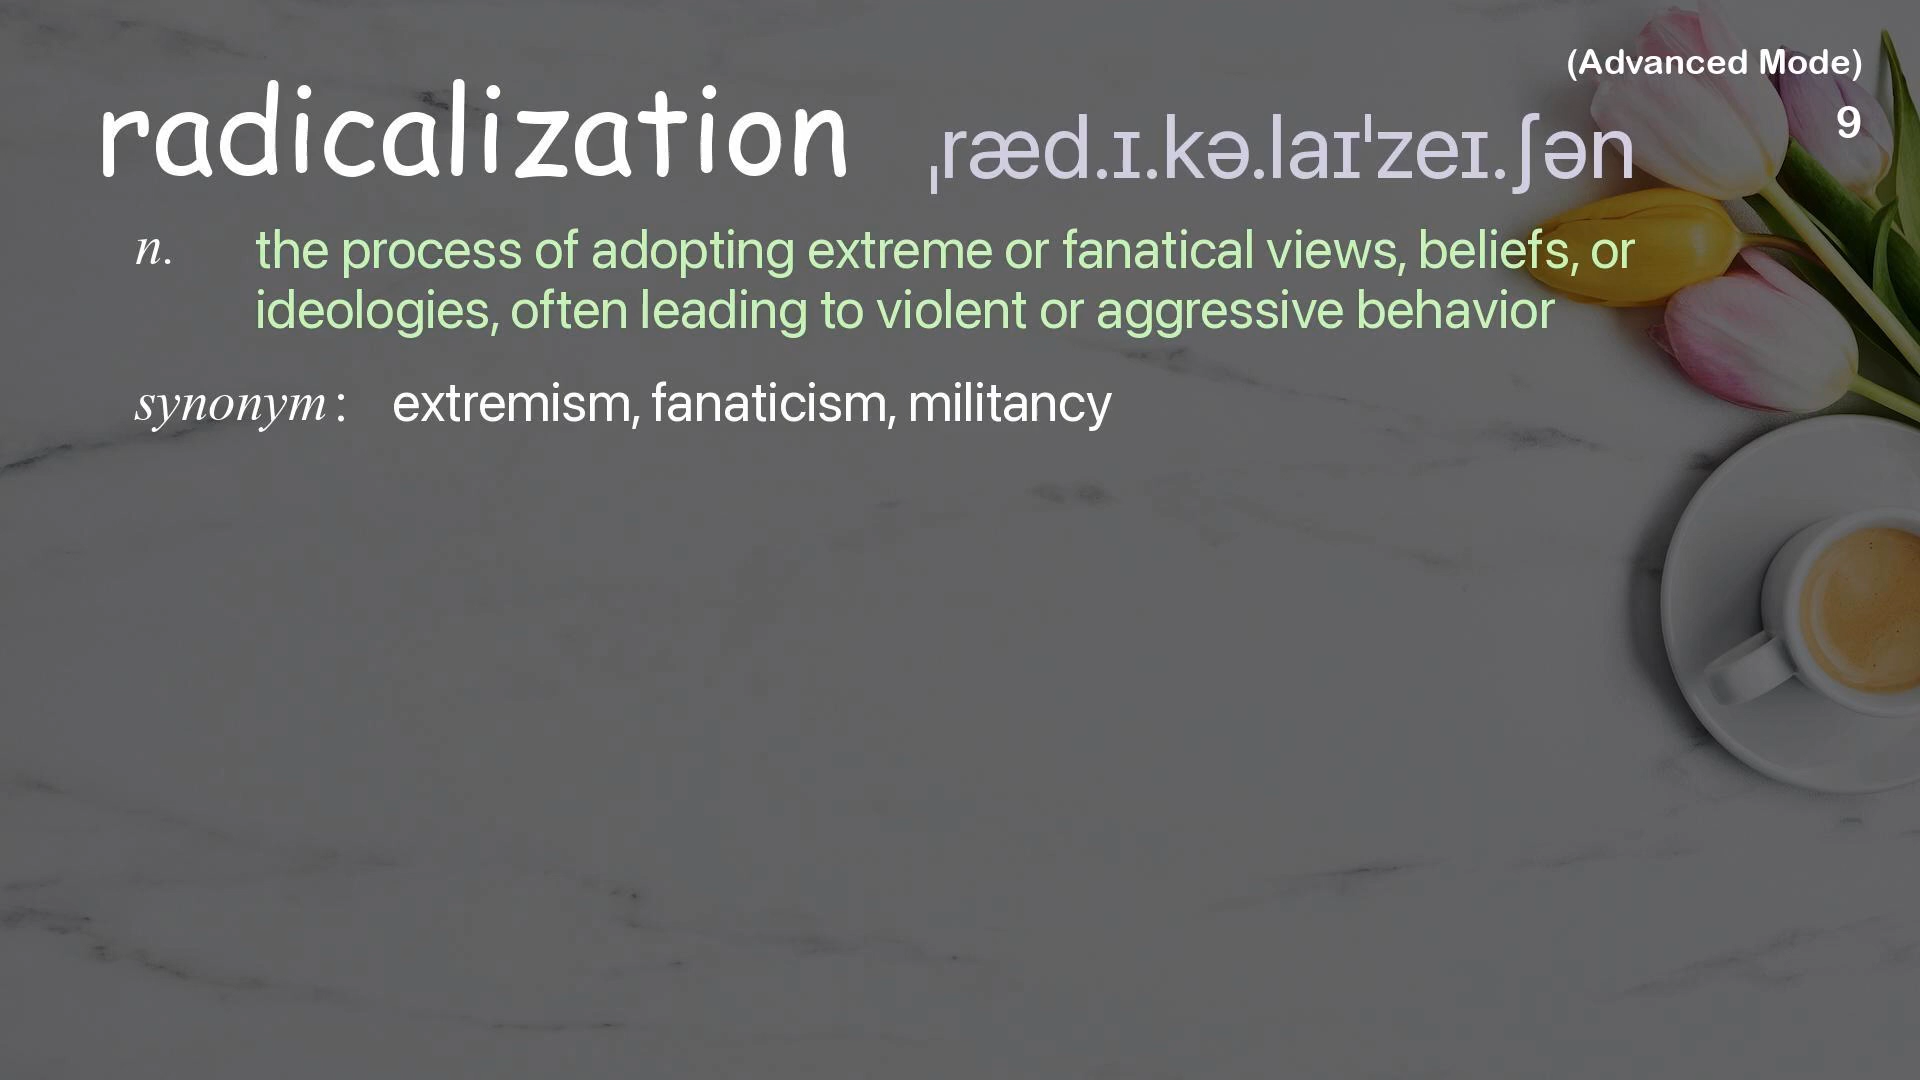 (Advanced Mode)
radicalization ˌræd.ɪ.kə.laɪˈzeɪ.ʃən
9
n. the process of adopting extreme or fanatical views, beliefs, or
ideologies, often leading to violent or aggressive behavior
synonym : extremism, fanaticism, militancy